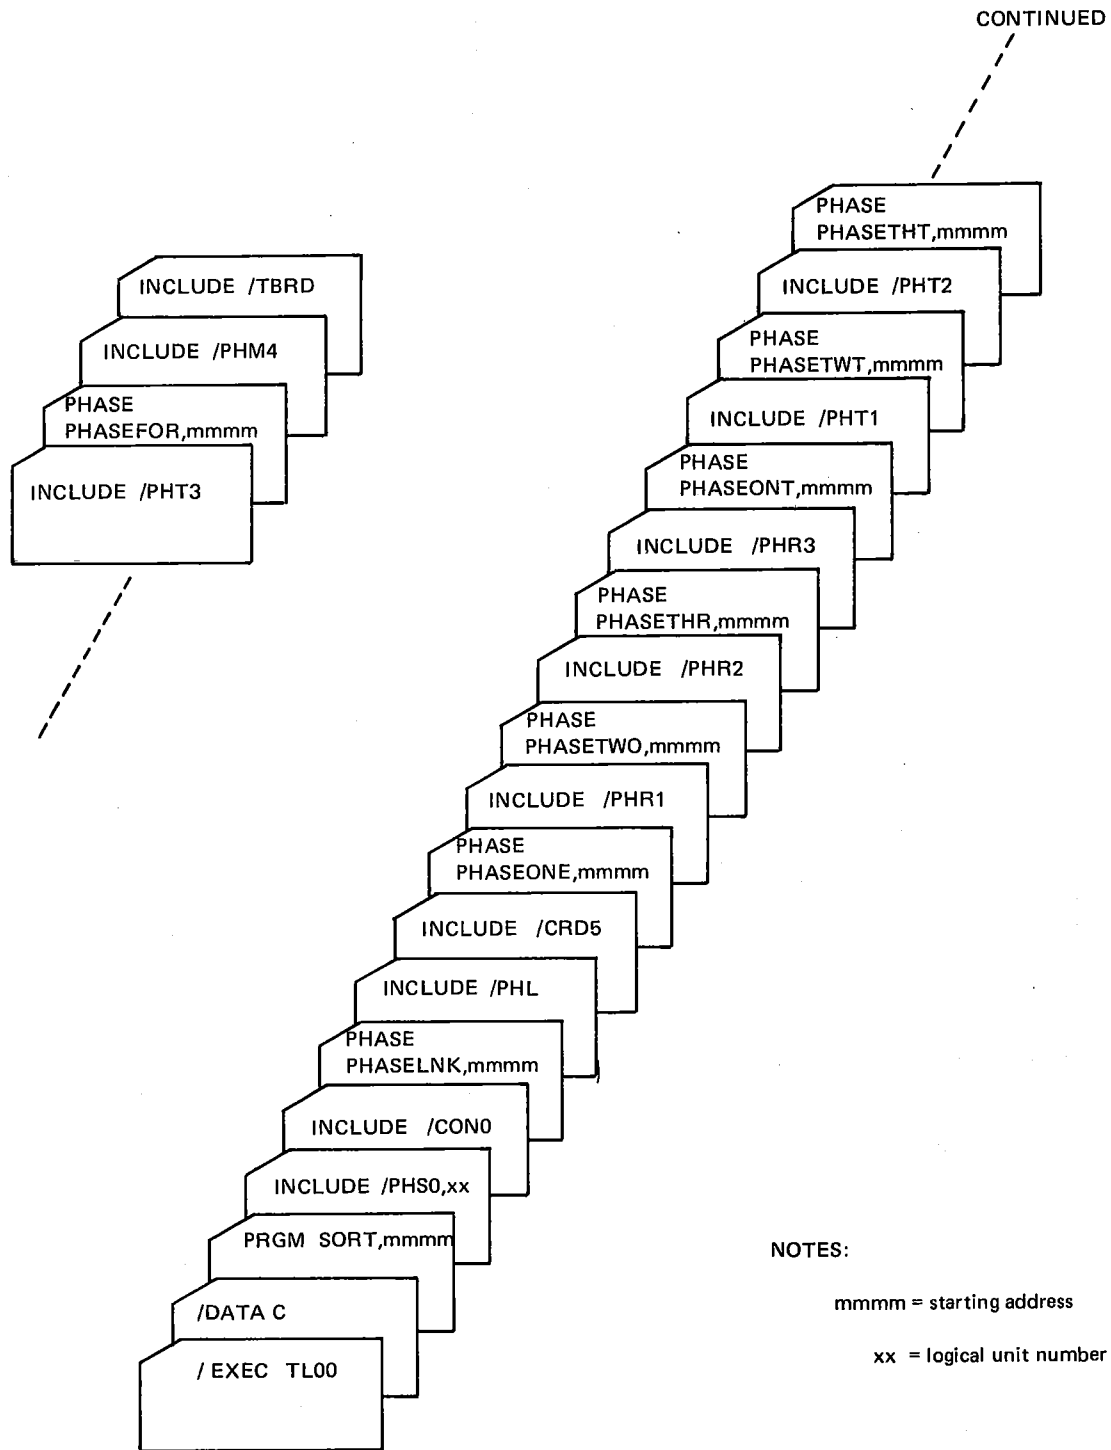 CONTINUED
PHASE
PHASETHT,mmmm
INCLUDE /PHT2
PHASE
PHASETWT,mmmm
INCLUDE /PHT1
PHASE
PHASEONT,mmmm
INCLUDE /PHR3
PHASE
PHASETHR,mmmm
INCLUDE /PHR2
PHASE
PHASETWO,mmmm
INCLUDE /PHR1
PHASE
PHASEONE,mmmm
INCLUDE /CRD5
INCLUDE /PHL
PHASE
PHASELNK,mmmm
INCLUDE /CON0
INCLUDE /PHS0,xx
PRGM SORT,mmmm
/DATA C
/ EXEC TL00
INCLUDE /TBRD
INCLUDE /PHM4
PHASE
PHASEFOR,mmmm
INCLUDE /PHT3
NOTES:
mmmm = starting address
xx = logical unit number